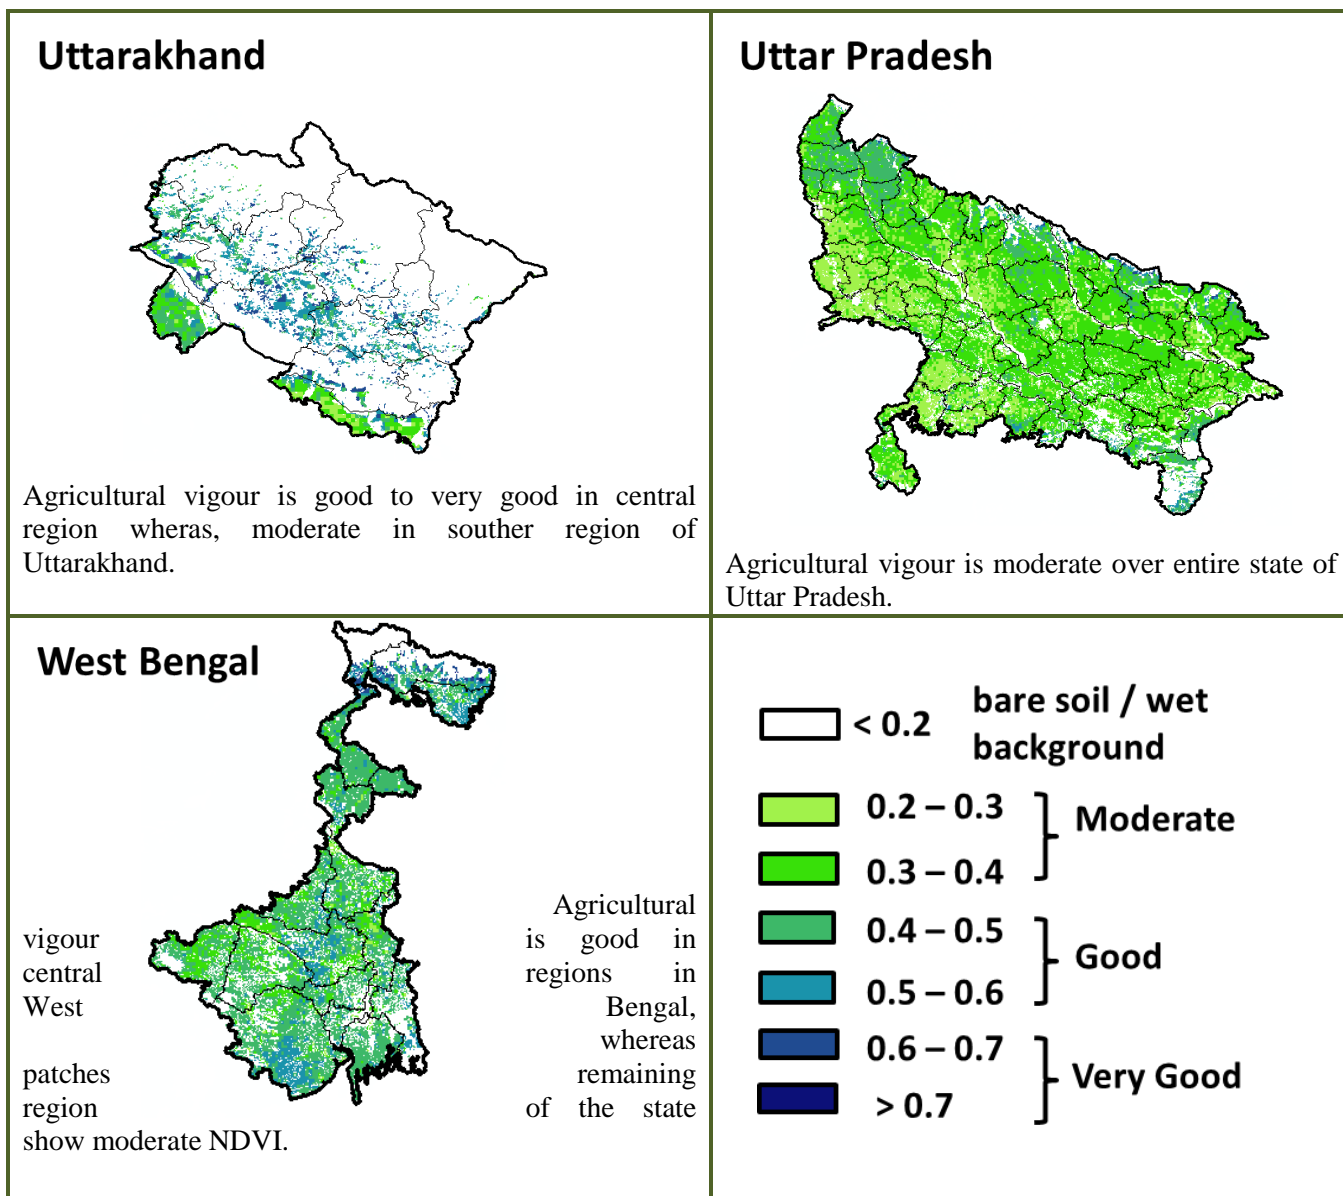 Uttarakhand
Agricultural vigour is good to very good in central
region wheras, moderate in souther region of
Uttarakhand.
Uttar Pradesh
Agricultural vigour is moderate over entire state of
Uttar Pradesh.
West Bengal
Agricultural
vigour is good in
central regions in
West Bengal,
whereas
patches remaining
region of the state
show moderate NDVI.
< 0.2 bare soil / wet
background
0.2 – 0.3
Moderate
0.3 – 0.4
0.4 – 0.5
Good
0.5 – 0.6
0.6 – 0.7
Very Good
> 0.7